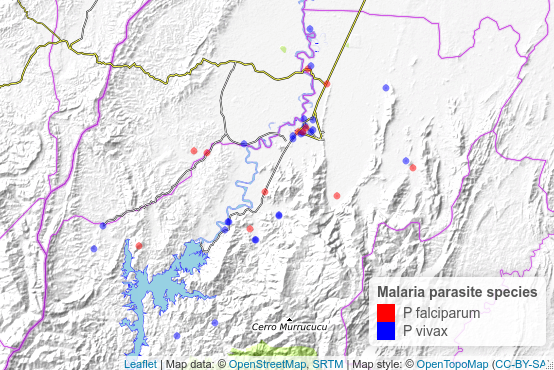 Malaria parasite species
P falciparum
P vivax
Cerro Murrucucu
Leaflet | Map data: © OpenStreetMap, SRTM | Map style: © OpenTopoMap (CC-BY-SA